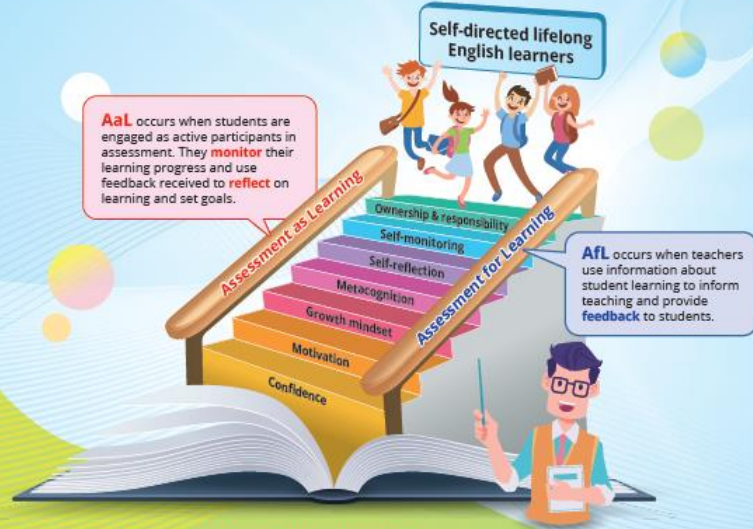 Self-directed lifelong
English learners
AaL occurs when students are
engaged as active participants in
assessment. They monitor their
learning progress and use
feedback received to reflect on
learning and set goals.
Assessment as Learning
Ownership & responsibility
Self-monitoring
Self-reflection
Metacognition
Growth mindset
Motivation
Confidence
Assessment for Learning
AfL occurs when teachers
use information about
student learning to inform
teaching and provide
feedback to students.